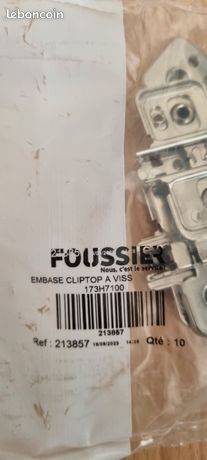 leboncoin
FOUSSIER
Nous, c'est le service!
EMBASE CLIPTOP A VISS
173H7100
213857
Ref : 213857 Qté : 10